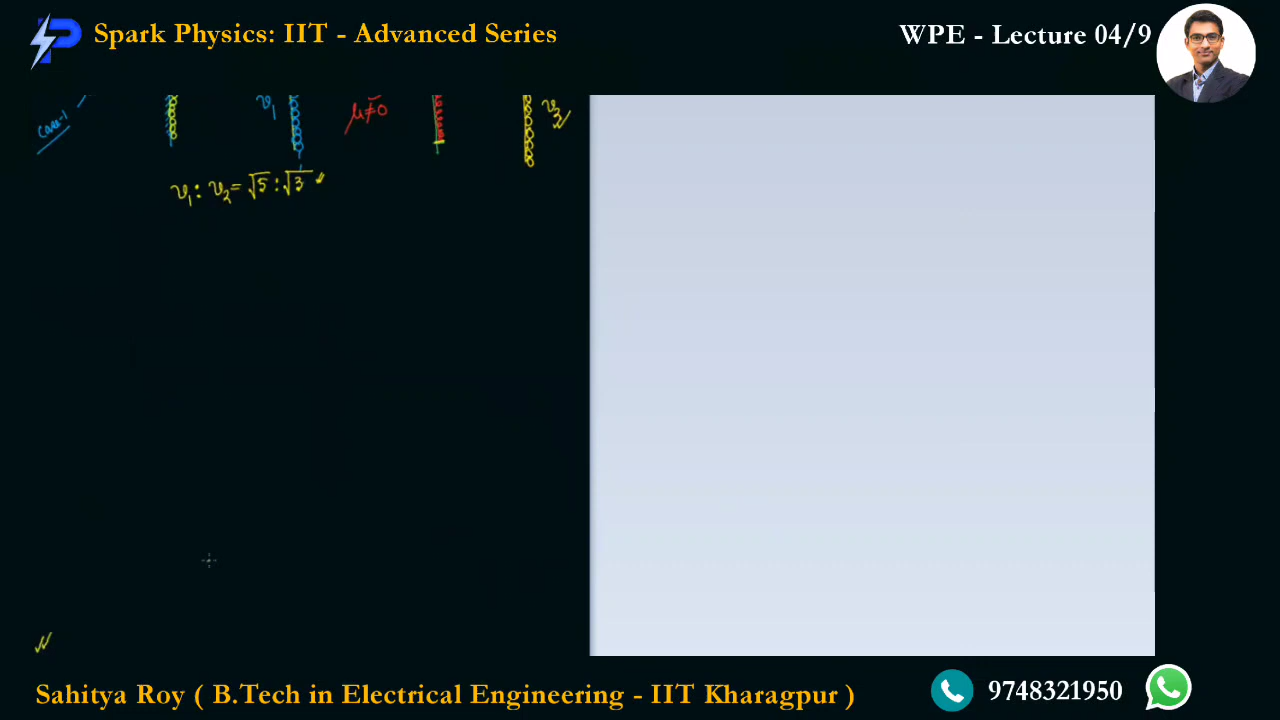 Spark Physics: IIT - Advanced Series
WPE - Lecture 04/9
Case-1
v₁
μ≠0
v₂
v₁ : v₂ = √5 : √3
Sahitya Roy ( B.Tech in Electrical Engineering - IIT Kharagpur )
9748321950